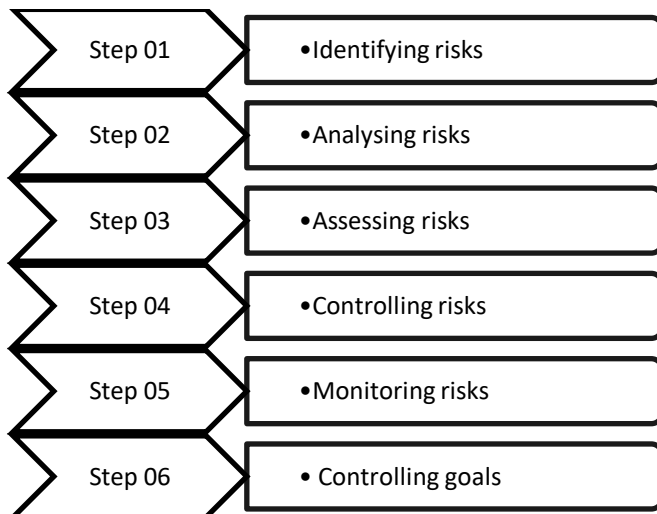 Step 01
•Identifying risks
Step 02
•Analysing risks
Step 03
•Assessing risks
Step 04
•Controlling risks
Step 05
•Monitoring risks
Step 06
• Controlling goals